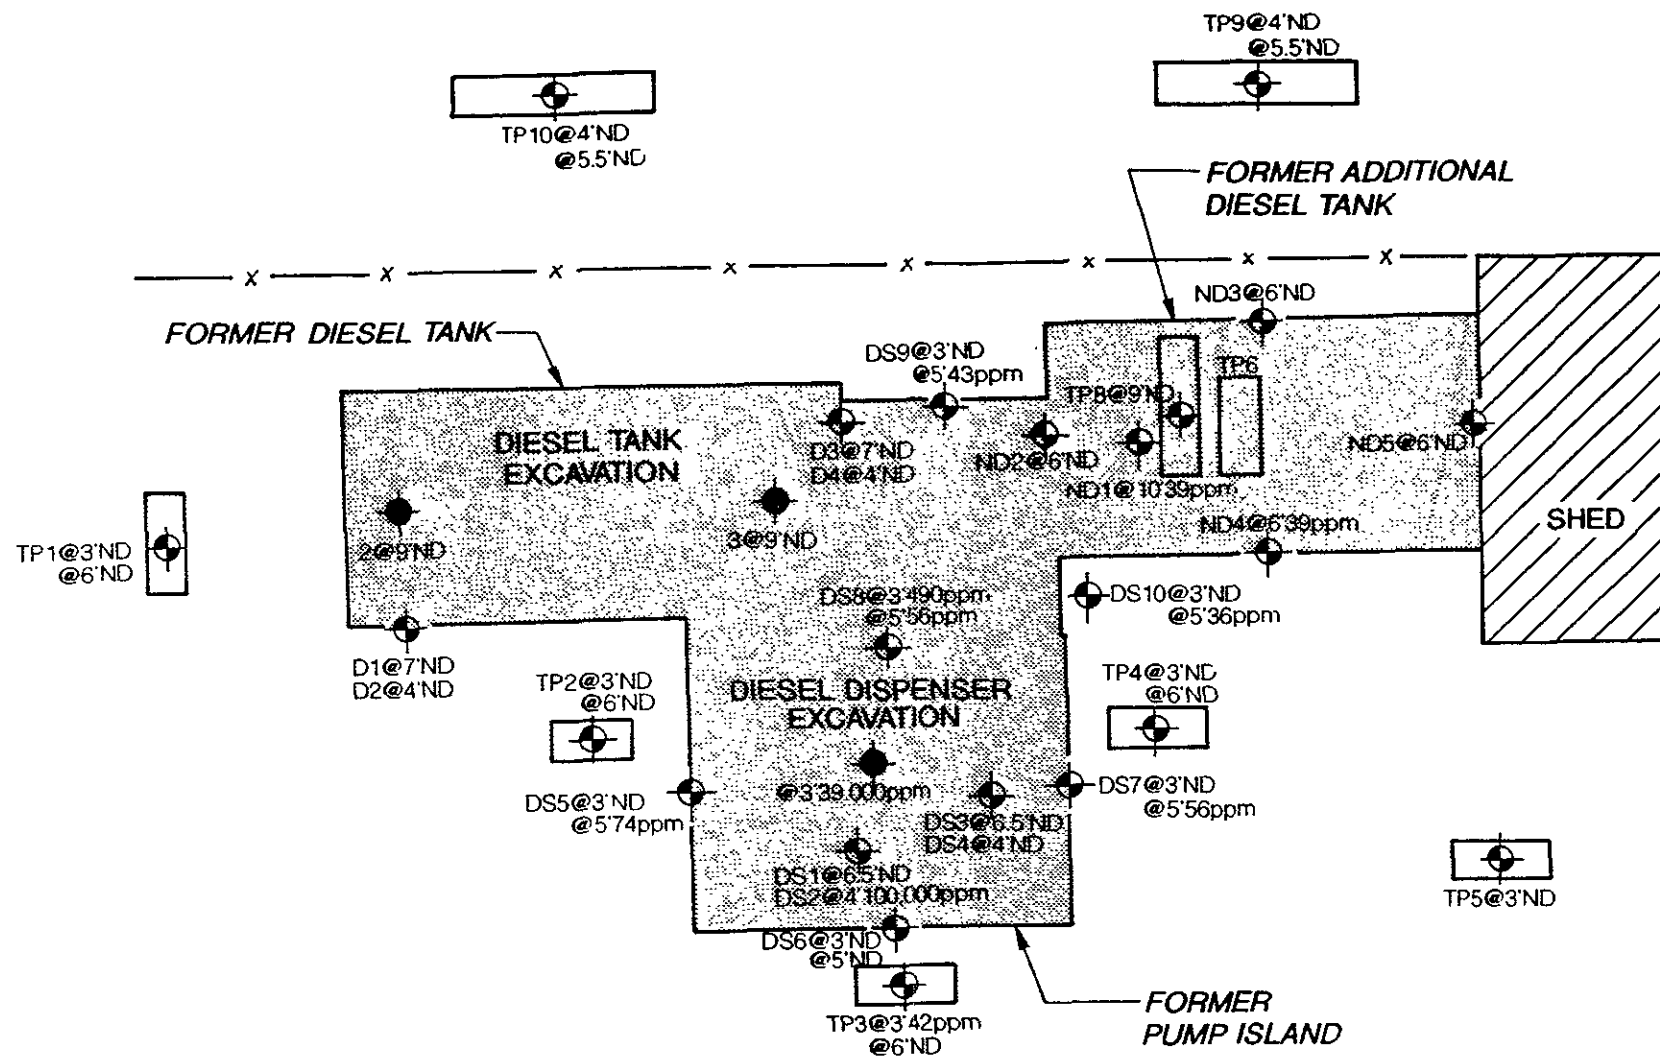 TP9@4'ND
@5.5'ND
TP10@4'ND
@5.5'ND
FORMER ADDITIONAL
DIESEL TANK
x x x x x x x x
ND3@6'ND
FORMER DIESEL TANK
DS9@3'ND
@5'43ppm
TP6
TP8@9'ND
DIESEL TANK
EXCAVATION
D3@7'ND
D4@4'ND
ND2@6'ND
ND5@6'ND
ND1@10'39ppm
ND4@6'39ppm
SHED
TP1@3'ND
@6'ND
2@9'ND
3@9'ND
DS8@3'490ppm
@5'56ppm
DS10@3'ND
@5'36ppm
D1@7'ND
D2@4'ND
TP2@3'ND
@6'ND
DIESEL DISPENSER
EXCAVATION
TP4@3'ND
@6'ND
@3'39,000ppm
DS5@3'ND
@5'74ppm
DS7@3'ND
@5'56ppm
DS3@6.5'ND
DS4@4'ND
DS1@6.5'ND
DS2@4'100,000ppm
TP5@3'ND
DS6@3'ND
@5'ND
TP3@3'42ppm
@6'ND
FORMER
PUMP ISLAND